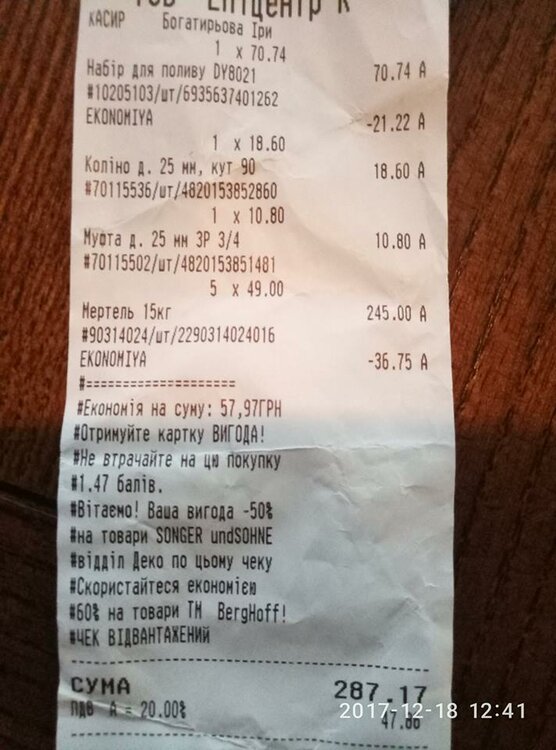 ТОВ "Епіцентр К"
КАСИР Богатирьова Іри
1 x 70.74
Набір для поливу DY8021 70.74 А
#10205103/шт/6935637401262
EKONOMIYA -21.22 А
1 x 18.60
Коліно д. 25 мм, кут 90 18.60 А
#70115536/шт/4820153852860
1 x 10.80
Муфта д. 25 мм ЗР 3/4 10.80 А
#70115502/шт/4820153851481
5 x 49.00
Мертель 15кг 245.00 А
#90314024/шт/2290314024016
EKONOMIYA -36.75 А
#====================
#Економія на суму: 57,97ГРН
#Отримуйте картку ВИГОДА!
#Не втрачайте на цю покупку
#1.47 балів.
#Вітаємо! Ваша вигода -50%
#на товари SONGER undSOHNE
#відділ Деко по цьому чеку
#Скористайтеся економією
#60% на товари ТМ BergHoff!
#ЧЕК ВІДВАНТАЖЕНИЙ
СУМА 287.17
ПДВ А = 20.00% 47.86
2017-12-18 12:41